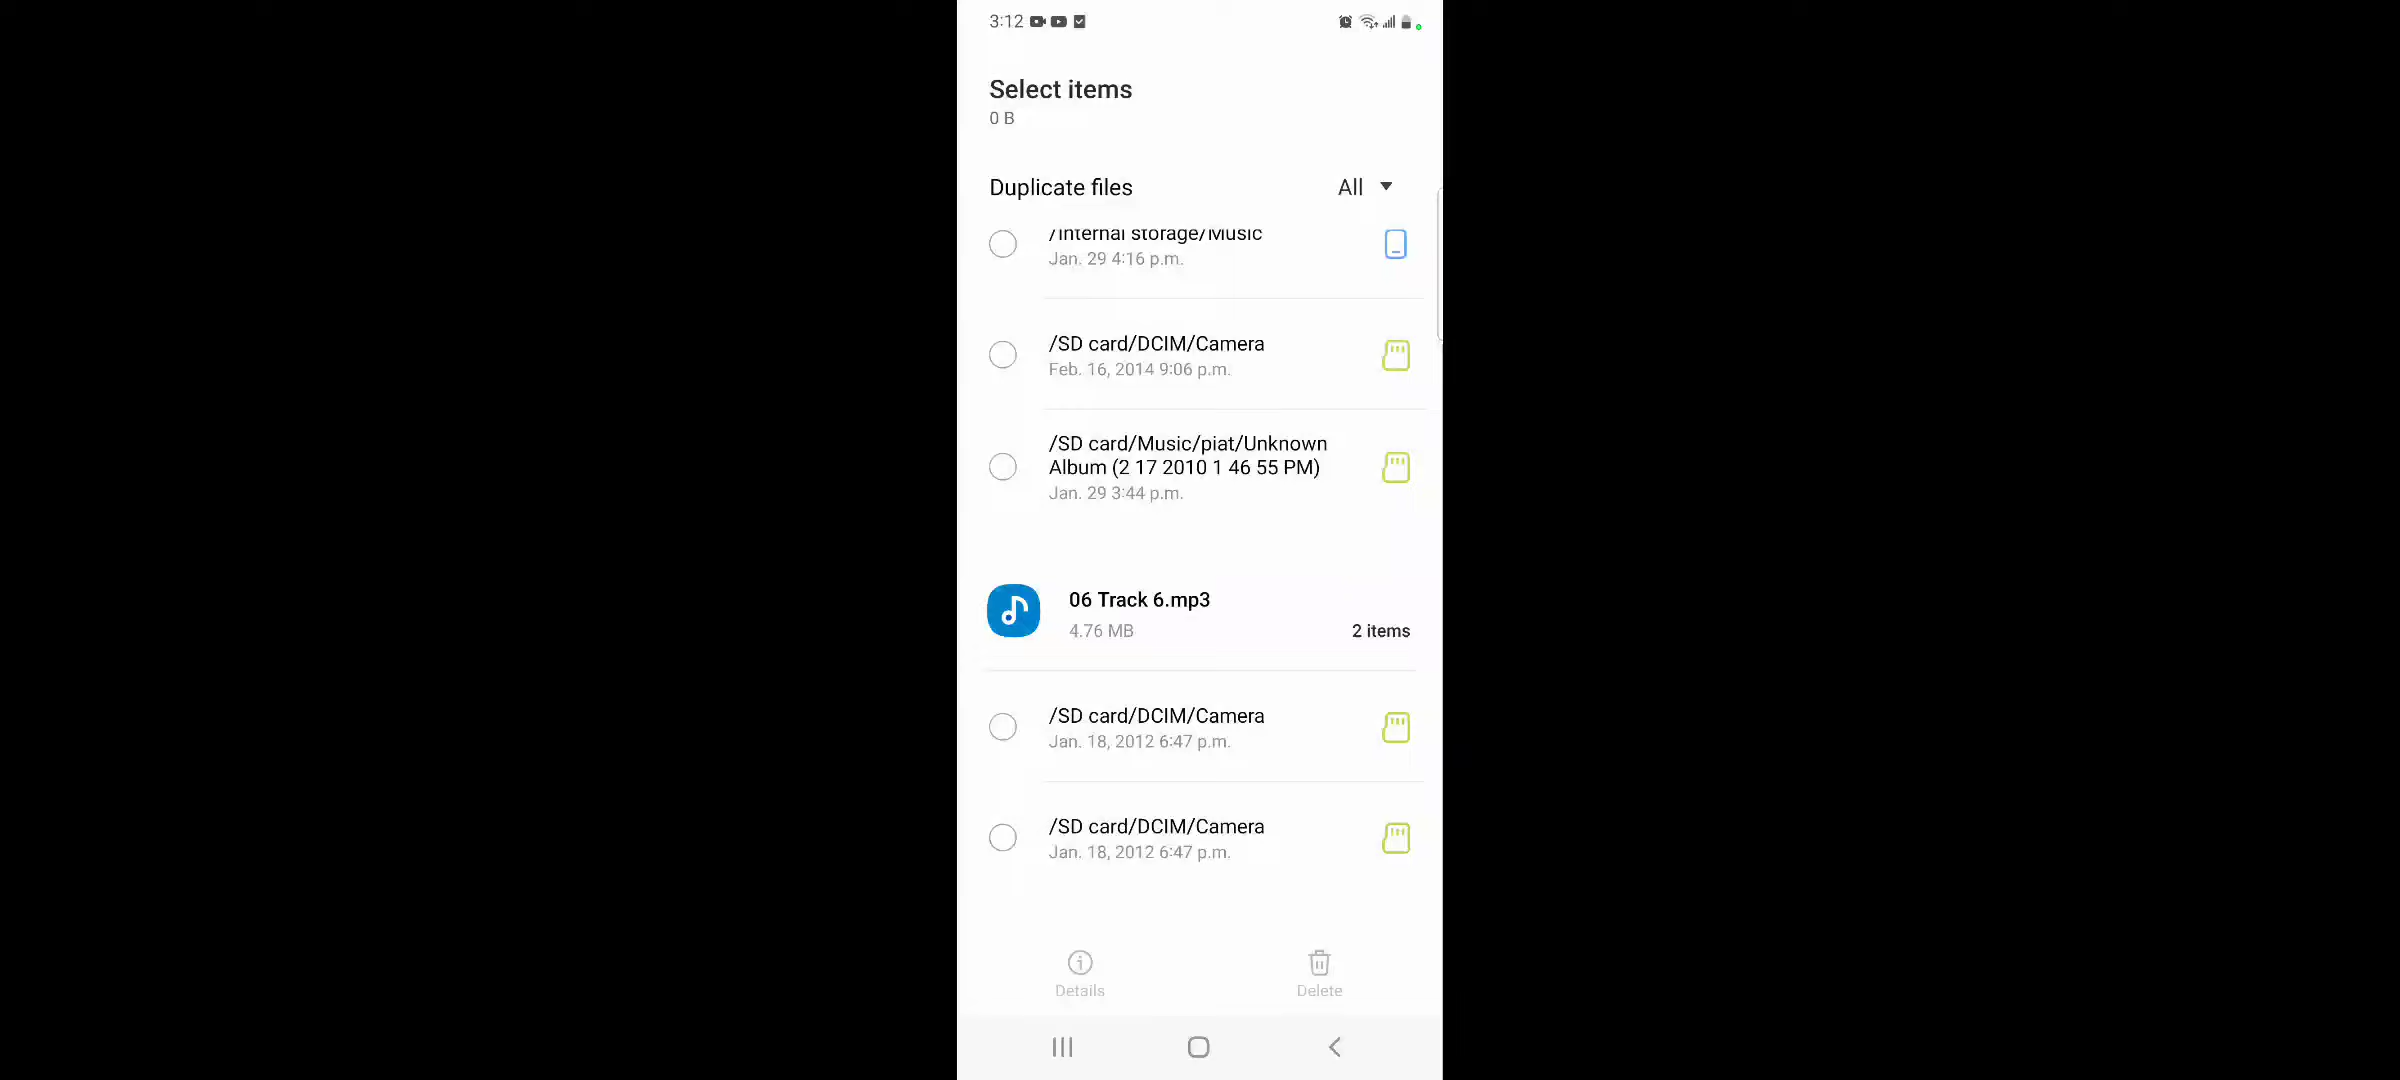 3:12
Select items
0 B
Duplicate files
All
/Internal storage/Music
Jan. 29 4:16 p.m.
/SD card/DCIM/Camera
Feb. 16, 2014 9:06 p.m.
/SD card/Music/piat/Unknown
Album (2 17 2010 1 46 55 PM)
Jan. 29 3:44 p.m.
06 Track 6.mp3
4.76 MB
2 items
/SD card/DCIM/Camera
Jan. 18, 2012 6:47 p.m.
/SD card/DCIM/Camera
Jan. 18, 2012 6:47 p.m.
Details
Delete